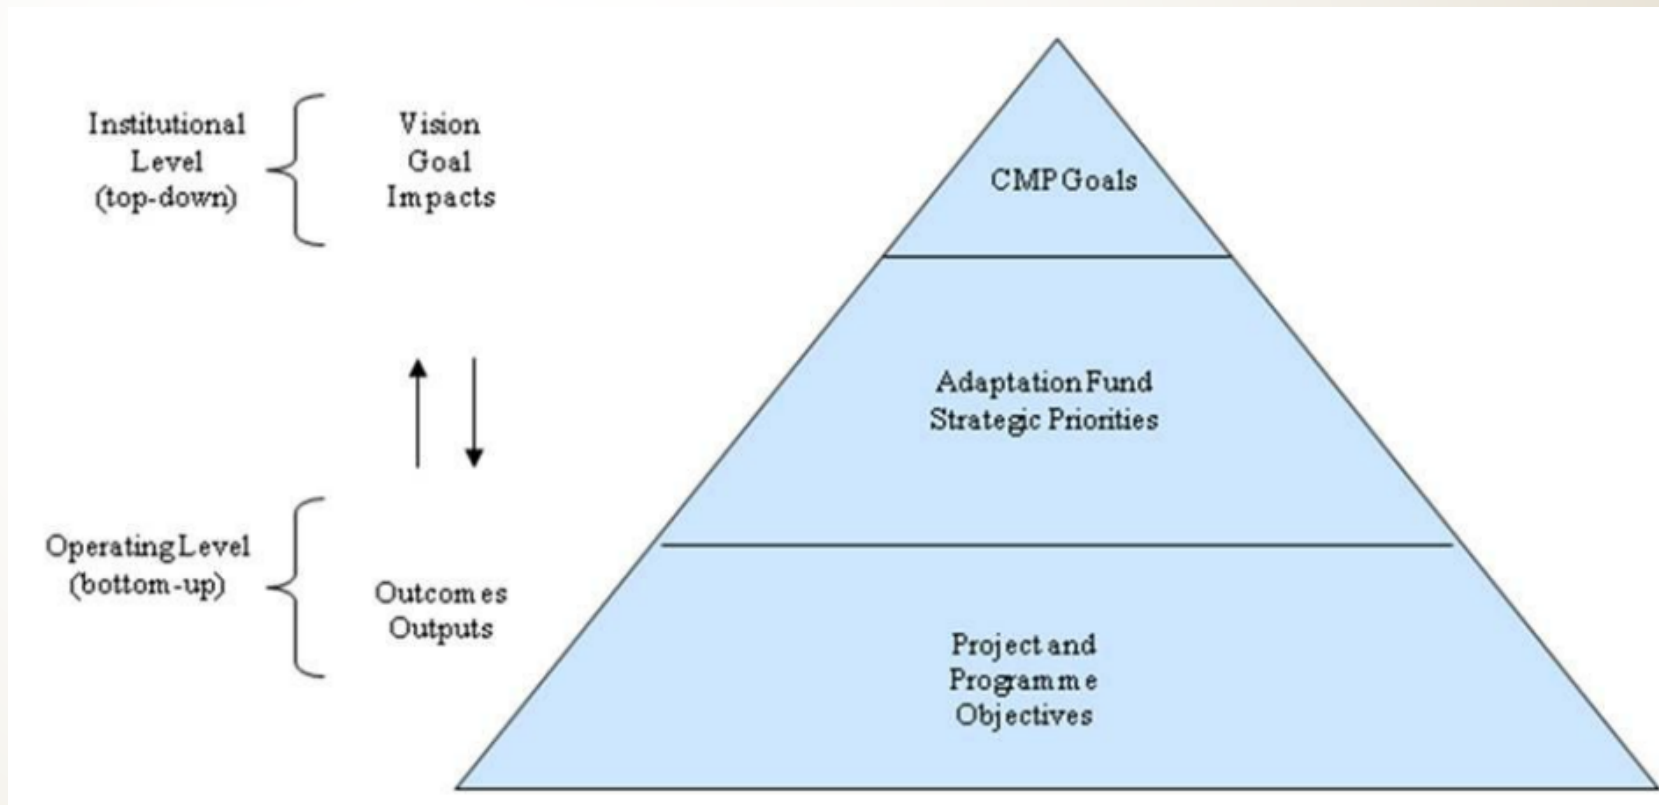 Institutional
Level
(top-down)
Vision
Goal
Impacts
CMP Goals
Adaptation Fund
Strategic Priorities
Operating Level
(bottom-up)
Outcomes
Outputs
Project and
Programme
Objectives